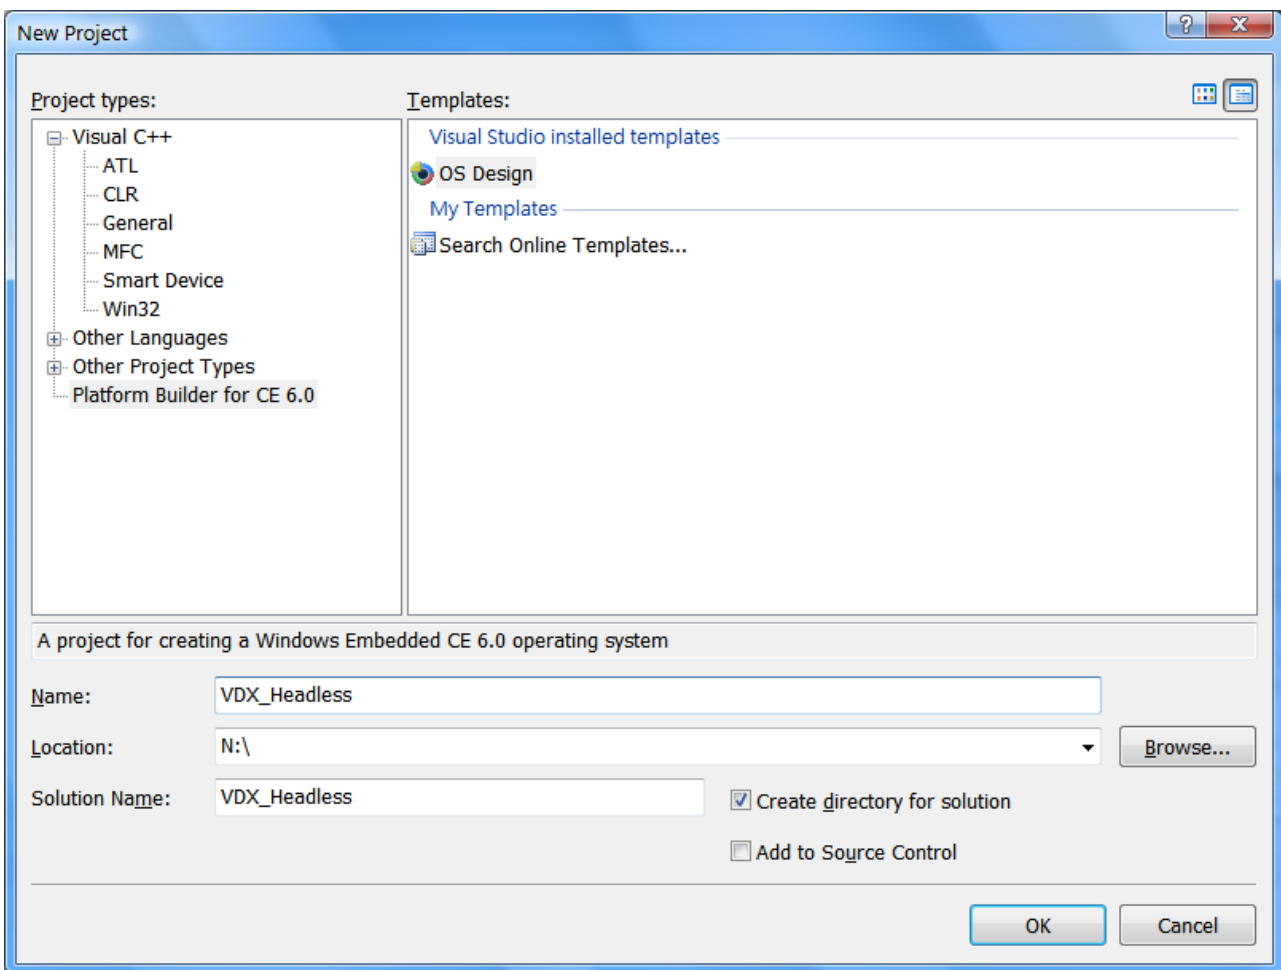 New Project
Project types:
Templates:
Visual C++
ATL
CLR
General
MFC
Smart Device
Win32
Other Languages
Other Project Types
Platform Builder for CE 6.0
Visual Studio installed templates
OS Design
My Templates
Search Online Templates...
A project for creating a Windows Embedded CE 6.0 operating system
Name:
VDX_Headless
Location:
N:\
Browse...
Solution Name:
VDX_Headless
Create directory for solution
Add to Source Control
OK
Cancel